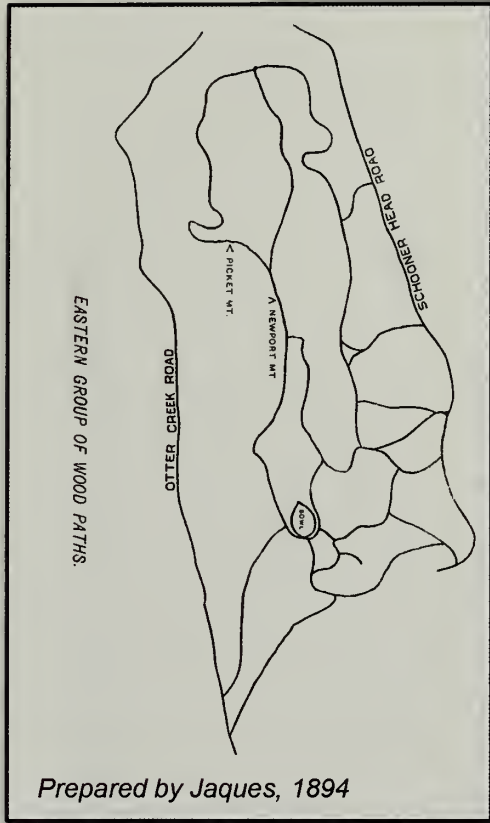 SCHOONER HEAD ROAD
< PICKET MT.
< NEWPORT MT
BOWL
OTTER CREEK ROAD
EASTERN GROUP OF WOOD PATHS.
Prepared by Jaques, 1894